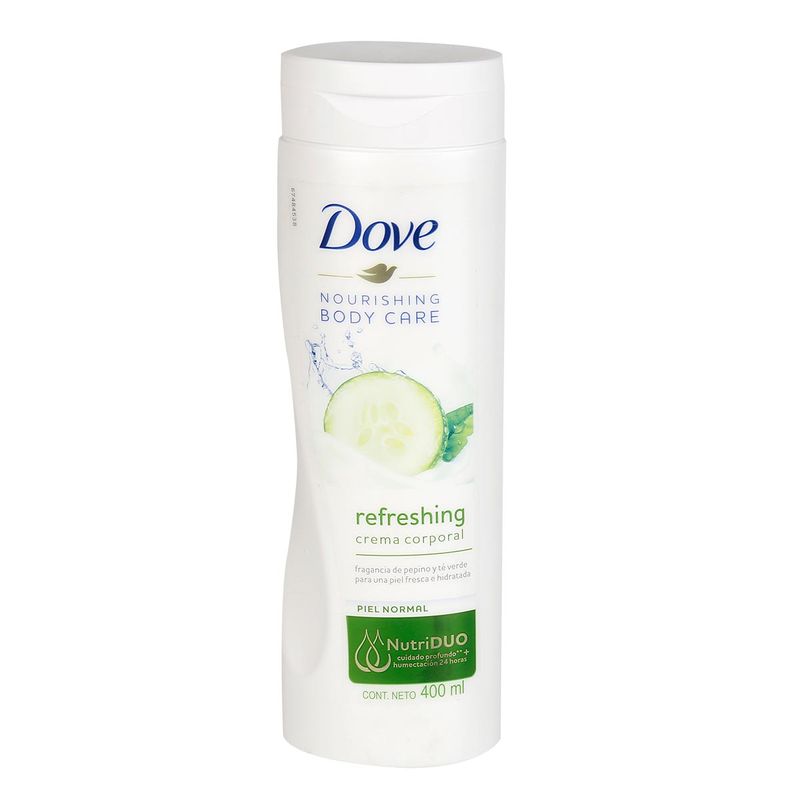 67484538
Dove
NOURISHING
BODY CARE
refreshing
crema corporal
fragancia de pepino y té verde
para una piel fresca e hidratada
PIEL NORMAL
NutriDUO
cuidado profundo** +
humectación 24 horas
CONT. NETO 400 ml